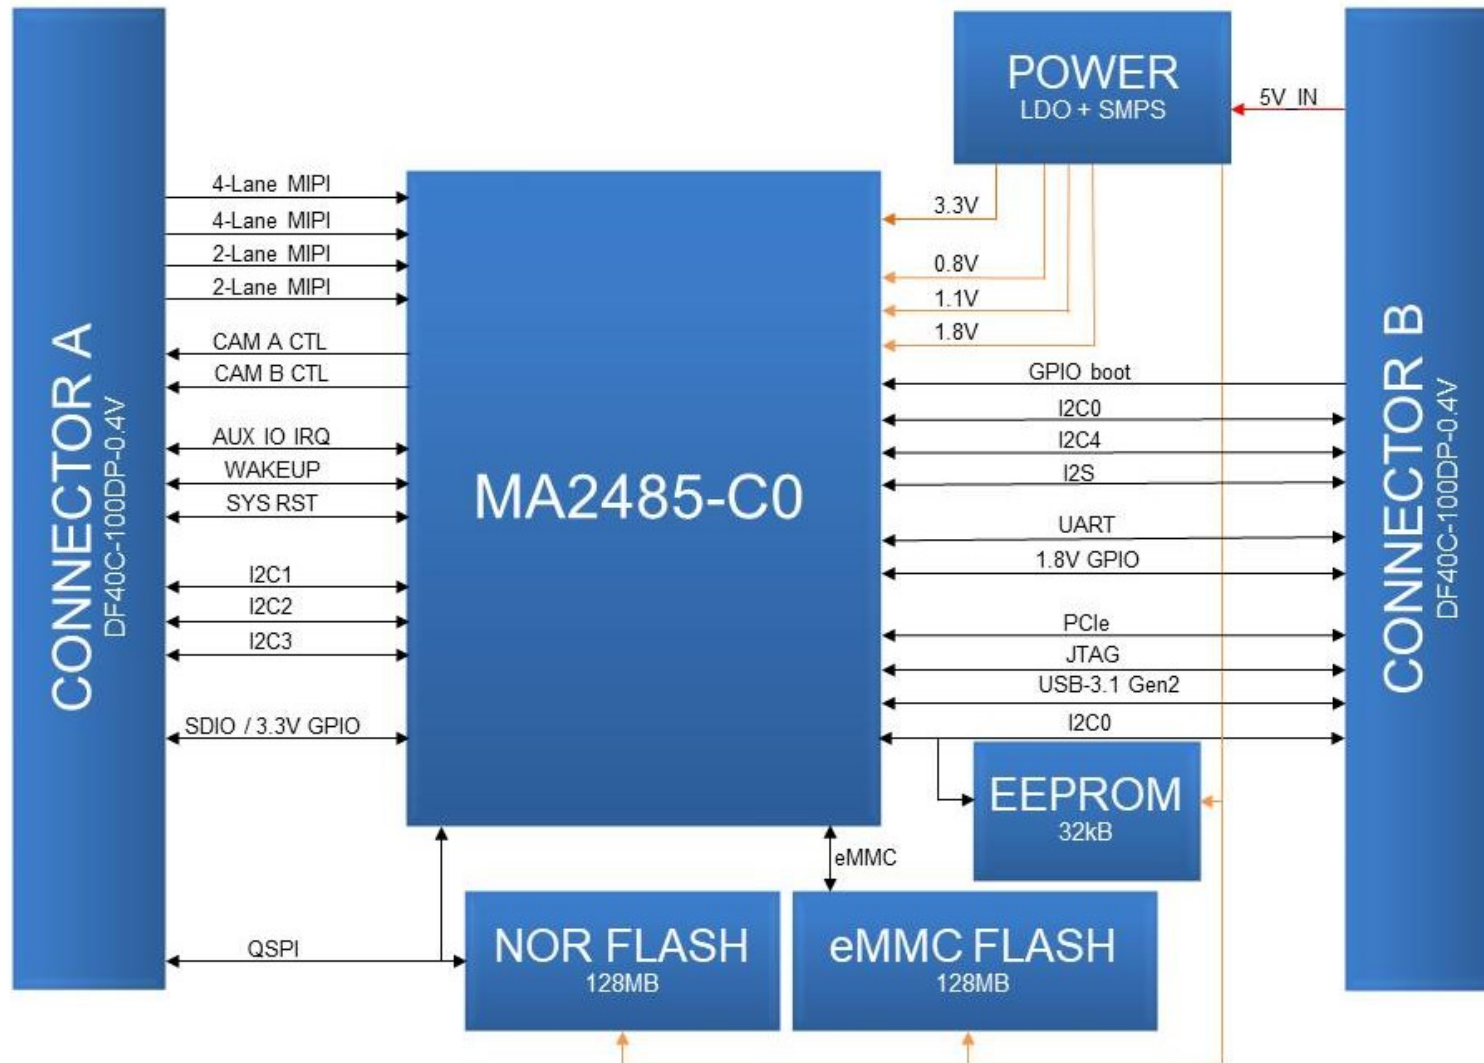 CONNECTOR A
DF40C-100DP-0.4V
4-Lane MIPI
4-Lane MIPI
2-Lane MIPI
2-Lane MIPI
CAM A CTL
CAM B CTL
AUX IO IRQ
WAKEUP
SYS RST
I2C1
I2C2
I2C3
SDIO / 3.3V GPIO
QSPI
MA2485-C0
POWER
LDO + SMPS
5V_IN
3.3V
0.8V
1.1V
1.8V
GPIO boot
I2C0
I2C4
I2S
UART
1.8V GPIO
PCIe
JTAG
USB-3.1 Gen2
I2C0
EEPROM
32kB
eMMC
NOR FLASH
128MB
eMMC FLASH
128MB
CONNECTOR B
DF40C-100DP-0.4V